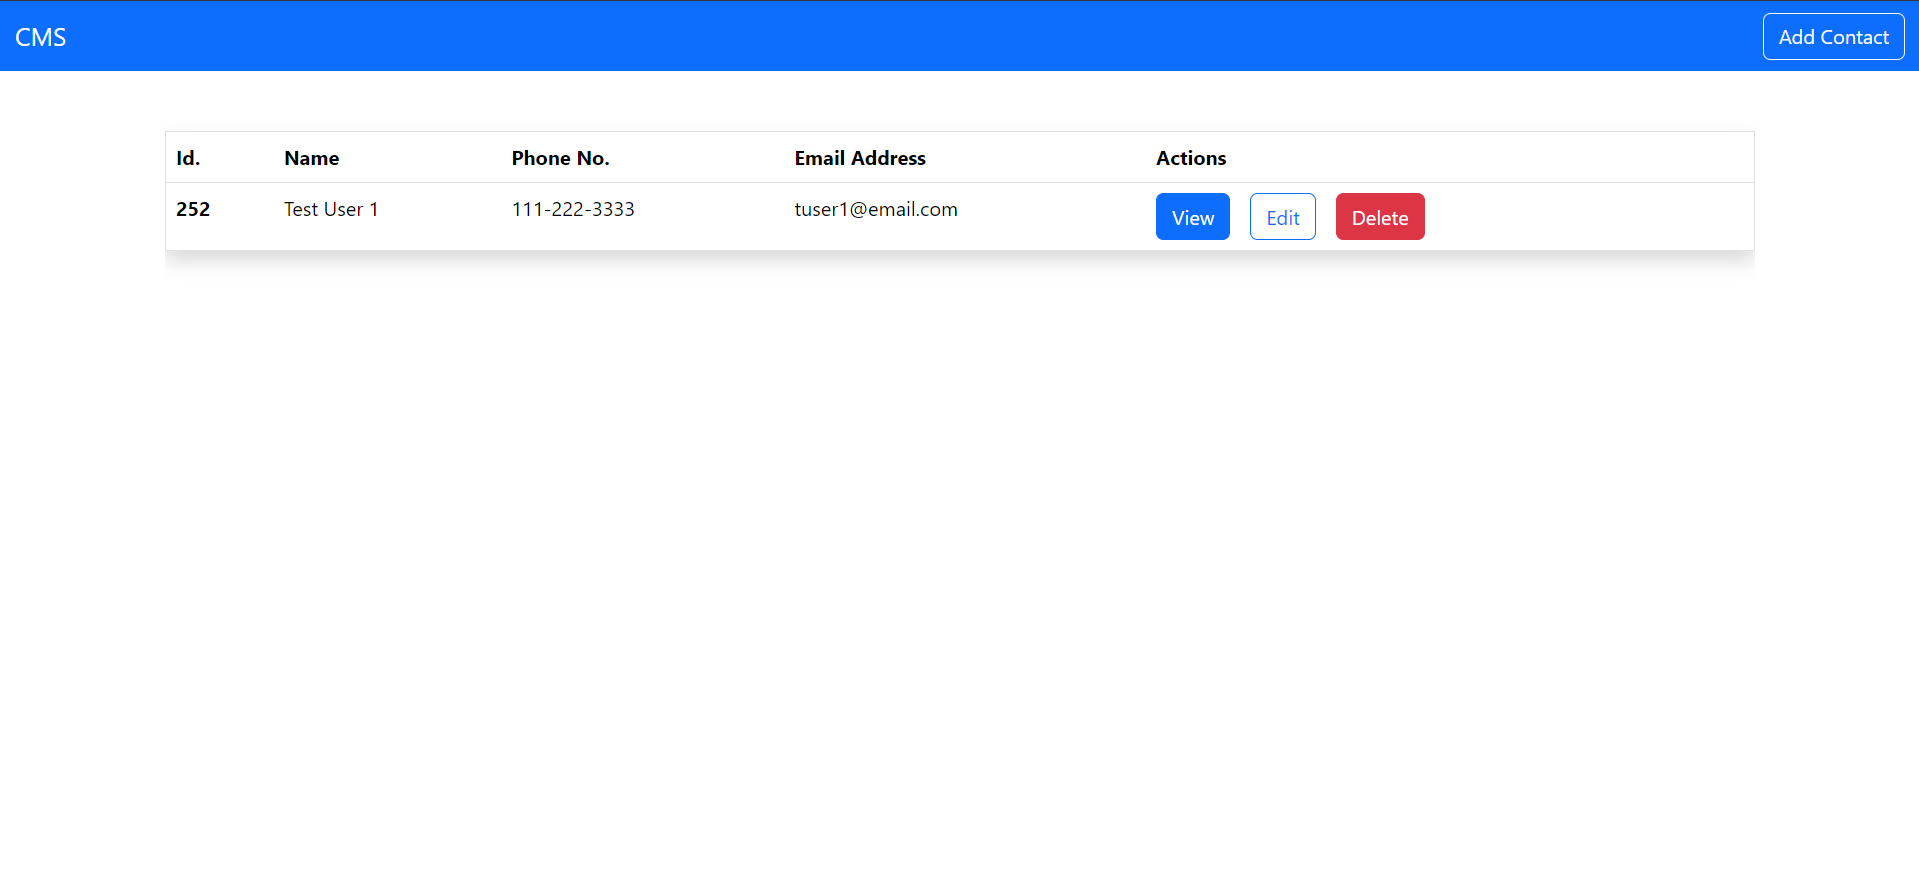 CMS Add Contact
Id. Name Phone No. Email Address Actions
252 Test User 1 111-222-3333 tuser1@email.com View Edit Delete